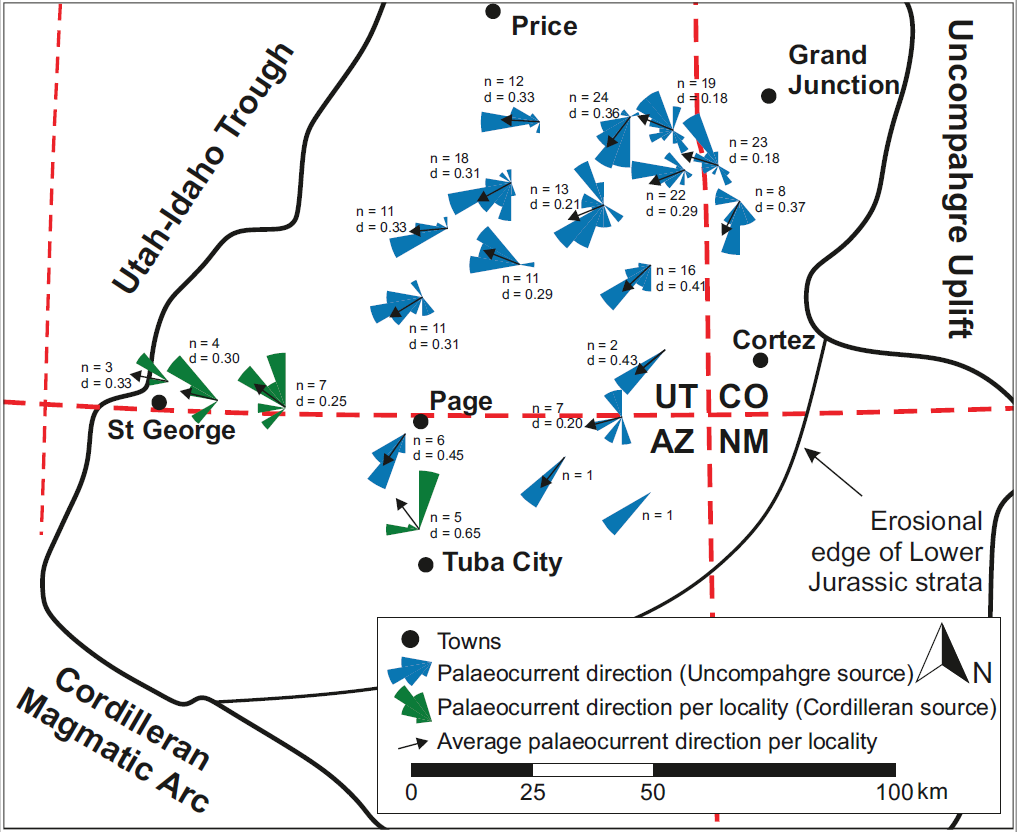 Price
Grand
Junction
Uncompahgre Uplift
Utah-Idaho Trough
n = 12
d = 0.33
n = 24
d = 0.36
n = 19
d = 0.18
n = 23
d = 0.18
n = 18
d = 0.31
n = 13
d = 0.21
n = 22
d = 0.29
n = 8
d = 0.37
n = 11
d = 0.33
n = 11
d = 0.29
n = 16
d = 0.41
n = 11
d = 0.31
n = 3
d = 0.33
n = 4
d = 0.30
n = 7
d = 0.25
n = 2
d = 0.43
Cortez
UT CO
AZ NM
St George
Page
n = 7
d = 0.20
n = 6
d = 0.45
n = 1
n = 5
d = 0.65
n = 1
Tuba City
Erosional
edge of Lower
Jurassic strata
Cordilleran
Magmatic Arc
Towns
Palaeocurrent direction (Uncompahgre source)
N
Palaeocurrent direction per locality (Cordilleran source)
Average palaeocurrent direction per locality
0 25 50 100 km